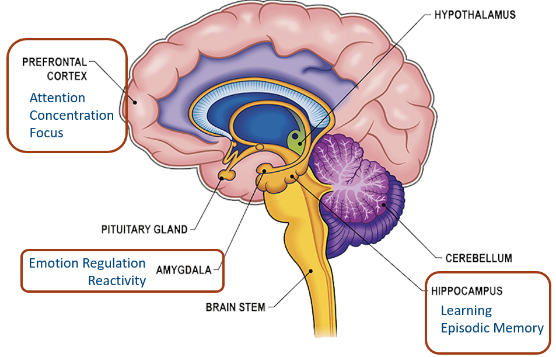 HYPOTHALAMUS
PREFRONTAL
CORTEX
Attention
Concentration
Focus
PITUITARY GLAND
Emotion Regulation
Reactivity
AMYGDALA
BRAIN STEM
CEREBELLUM
HIPPOCAMPUS
Learning
Episodic Memory